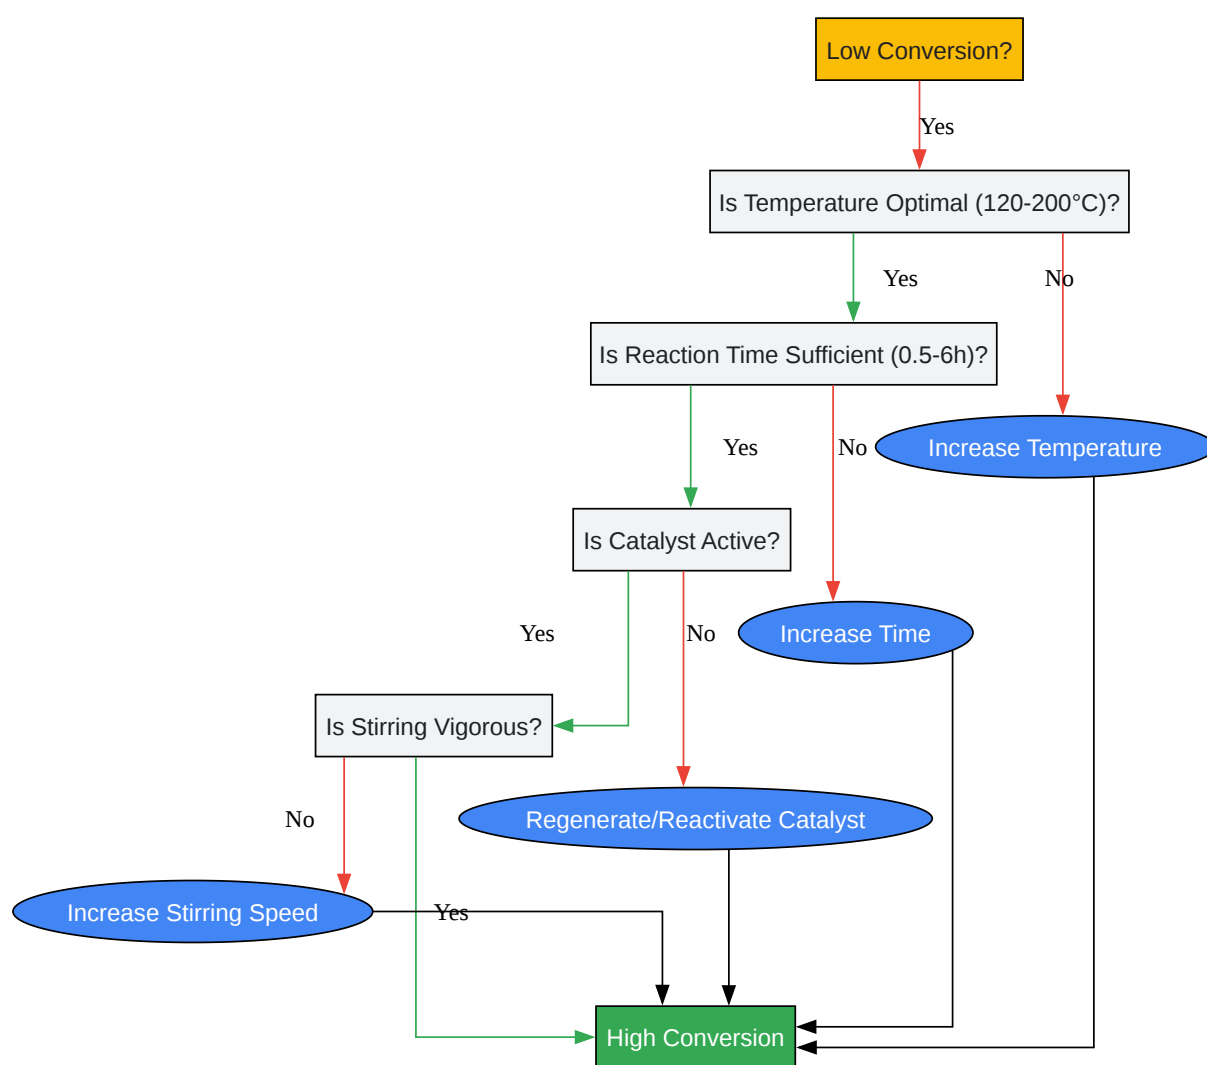 Low Conversion?
Yes
Is Temperature Optimal (120-200°C)?
Yes
No
Is Reaction Time Sufficient (0.5-6h)?
Yes
No
Increase Temperature
Is Catalyst Active?
Yes
No
Increase Time
Is Stirring Vigorous?
No
Regenerate/Reactivate Catalyst
Increase Stirring Speed
Yes
High Conversion